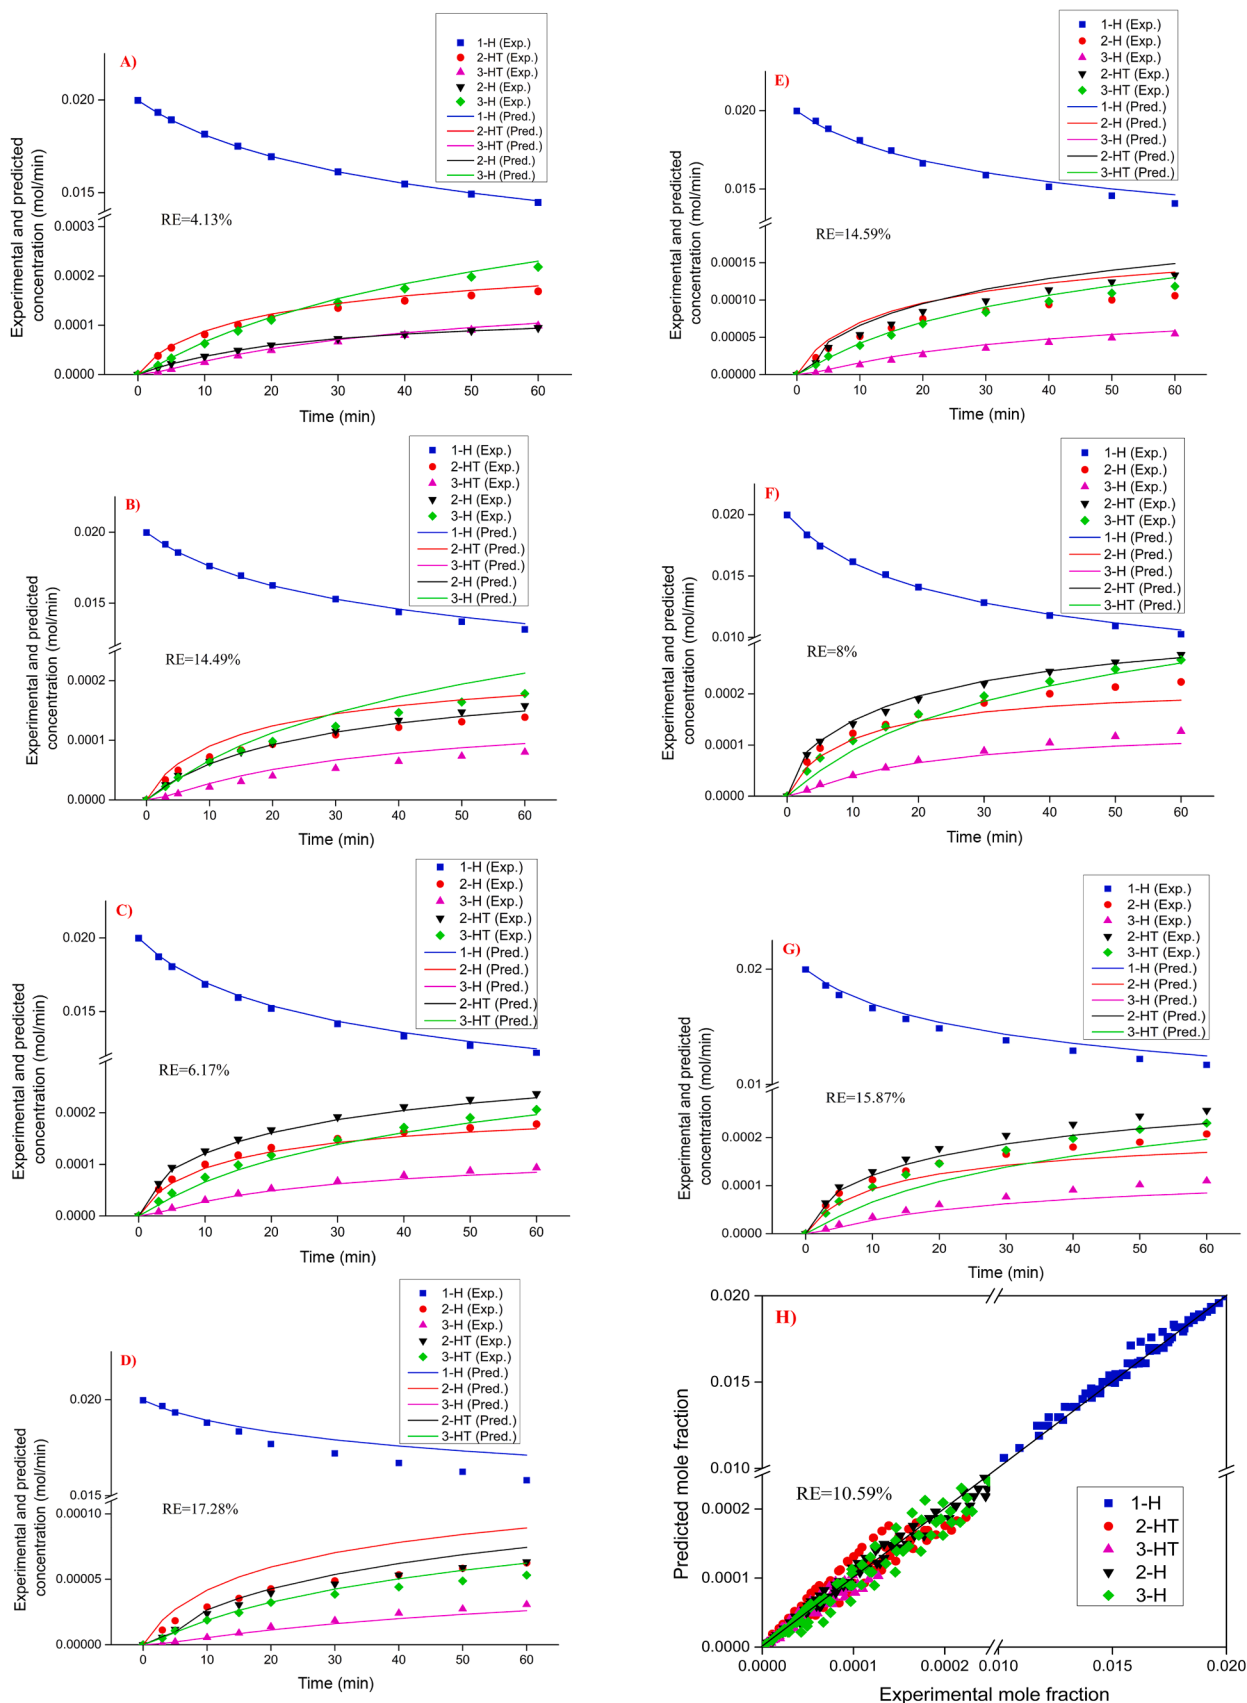 A)
1-H (Exp.)
2-HT (Exp.)
3-HT (Exp.)
2-H (Exp.)
3-H (Exp.)
1-H (Pred.)
2-HT (Pred.)
3-HT (Pred.)
2-H (Pred.)
3-H (Pred.)
Experimental and predicted
concentration (mol/min)
0.020
0.015
0.0003
0.0002
0.0001
0.0000
RE=4.13%
0 10 20 30 40 50 60
Time (min)
E)
1-H (Exp.)
2-H (Exp.)
3-H (Exp.)
2-HT (Exp.)
3-HT (Exp.)
1-H (Pred.)
2-H (Pred.)
3-H (Pred.)
2-HT (Pred.)
3-HT (Pred.)
Experimental and predicted
concentration (mol/min)
0.020
0.015
0.00015
0.00010
0.00005
0.00000
RE=14.59%
0 10 20 30 40 50 60
Time (min)
B)
1-H (Exp.)
2-HT (Exp.)
3-HT (Exp.)
2-H (Exp.)
3-H (Exp.)
1-H (Pred.)
2-HT (Pred.)
3-HT (Pred.)
2-H (Pred.)
3-H (Pred.)
Experimental and predicted
concentration (mol/min)
0.020
0.015
0.0002
0.0001
0.0000
RE=14.49%
0 10 20 30 40 50 60
Time (min)
F)
1-H (Exp.)
2-H (Exp.)
3-H (Exp.)
2-HT (Exp.)
3-HT (Exp.)
1-H (Pred.)
2-H (Pred.)
3-H (Pred.)
2-HT (Pred.)
3-HT (Pred.)
Experimental and predicted
concentration (mol/min)
0.020
0.015
0.010
0.0002
0.0001
0.0000
RE=8%
0 10 20 30 40 50 60
Time (min)
C)
1-H (Exp.)
2-H (Exp.)
3-H (Exp.)
2-HT (Exp.)
3-HT (Exp.)
1-H (Pred.)
2-H (Pred.)
3-H (Pred.)
2-HT (Pred.)
3-HT (Pred.)
Experimental and predicted
concentration (mol/min)
0.020
0.015
0.0002
0.0001
0.0000
RE=6.17%
0 10 20 30 40 50 60
Time (min)
G)
1-H (Exp.)
2-H (Exp.)
3-H (Exp.)
2-HT (Exp.)
3-HT (Exp.)
1-H (Pred.)
2-H (Pred.)
3-H (Pred.)
2-HT (Pred.)
3-HT (Pred.)
Experimental and predicted
concentration (mol/min)
0.02
0.01
0.0002
0.0001
0.0000
RE=15.87%
0 10 20 30 40 50 60
Time (min)
D)
1-H (Exp.)
2-H (Exp.)
3-H (Exp.)
2-HT (Exp.)
3-HT (Exp.)
1-H (Pred.)
2-H (Pred.)
3-H (Pred.)
2-HT (Pred.)
3-HT (Pred.)
Experimental and predicted
concentration (mol/min)
0.020
0.015
0.00010
0.00005
0.00000
RE=17.28%
0 10 20 30 40 50 60
Time (min)
H)
Predicted mole fraction
0.020
0.015
0.010
0.0002
0.0001
0.0000
RE=10.59%
1-H
2-HT
3-HT
2-H
3-H
0.0000 0.0001 0.0002 0.010 0.015 0.020
Experimental mole fraction